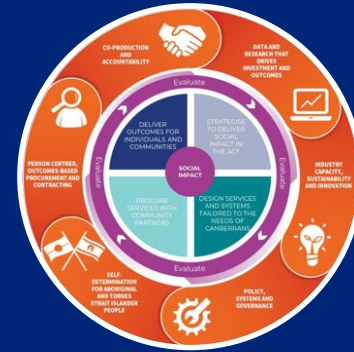 CO-PRODUCTION
AND
ACCOUNTABILITY
DATA AND
RESEARCH THAT
DRIVES
INVESTMENT AND
OUTCOMES
Evaluate
DELIVER
OUTCOMES FOR
INDIVIDUALS AND
COMMUNITIES
STRATEGISE
TO DELIVER
SOCIAL
IMPACT IN
THE ACT
Evaluate
Evaluate
SOCIAL
IMPACT
PERSON CENTRED,
OUTCOMES-BASED
PROCUREMENT AND
CONTRACTING
INDUSTRY
CAPACITY,
SUSTAINABILITY
AND INNOVATION
PROCURE
SERVICES WITH
COMMUNITY
PARTNERS
DESIGN SERVICES
AND SYSTEMS
TAILORED TO THE
NEEDS OF
CANBERRANS
Evaluate
SELF-
DETERMINATION
FOR ABORIGINAL
AND TORRES
STRAIT ISLANDER
PEOPLE
POLICY,
SYSTEMS AND
GOVERNANCE